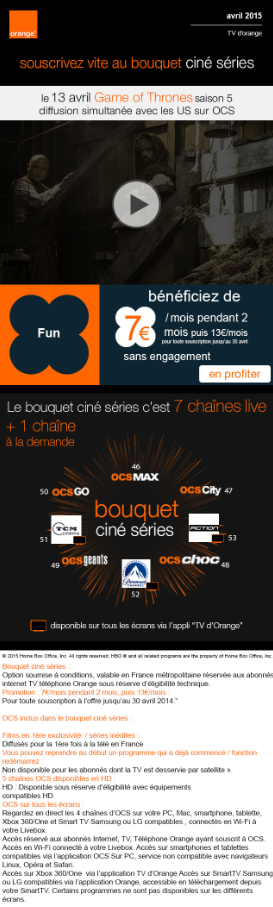 orange
avril 2015
TV d'orange
souscrivez vite au bouquet ciné séries
le 13 avril Game of Thrones saison 5
diffusion simultanée avec les US sur OCS
Fun
bénéficiez de
7€ / mois pendant 2
mois puis 13€/mois
pour toute souscription jusqu'au 30 avril
sans engagement
en profiter
Le bouquet ciné séries c'est 7 chaînes live
+ 1 chaîne
à la demande
46
OCS MAX
50 OCS GO
OCS City 47
bouquet
ciné séries
TCM
CINÉMA
51
ACTION
53
49 OCS géants
OCS choc 48
Paramount
CHANNEL
52
disponible sur tous les écrans via l'appli "TV d'Orange"
© 2015 Home Box Office, Inc. All rights reserved. HBO ® and all related programs are the property of Home Box Office, Inc.
Bouquet ciné séries :
Option soumise à conditions, valable en France métropolitaine réservée aux abonnés
internet TV téléphone Orange sous réserve d'éligibilité technique.
Promotion : 7€/mois pendant 2 mois, puis 13€/mois :
Pour toute souscription à l'offre jusqu'au 30 avril 2014."
OCS inclus dans le bouquet ciné séries :
Films en 1ère exclusivité / séries inédites :
Diffusés pour la 1ère fois à la télé en France
Vous pouvez reprendre au début un programme qui a déjà commencé / fonction
redémarrez :
Non disponible pour les abonnés dont la TV est desservie par satellite ».
5 chaînes OCS disponibles en HD :
HD : Disponible sous réserve d'éligibilité avec équipements
compatibles HD.
OCS sur tous les écrans :
Regardez en direct les 4 chaînes d'OCS sur votre PC, Mac, smartphone, tablette,
Xbox 360/One et Smart TV Samsung ou LG compatibles , connectés en Wi-Fi à
votre Livebox
Accès réservé aux abonnés Internet, TV, Téléphone Orange ayant souscrit à OCS.
Accès en Wi-Fi connecté à votre Livebox. Accès sur smartphones et tablettes
compatibles via l'application OCS Sur PC, service non compatible avec navigateurs
Linux, Opéra et Safari.
Accès sur Xbox 360/One via l'application TV d'Orange Accès sur SmartTV Samsung
ou LG compatibles via l'application Orange, accessible en téléchargement depuis
votre SmartTV. Certains programmes ne sont pas disponibles sur les différents
écrans.